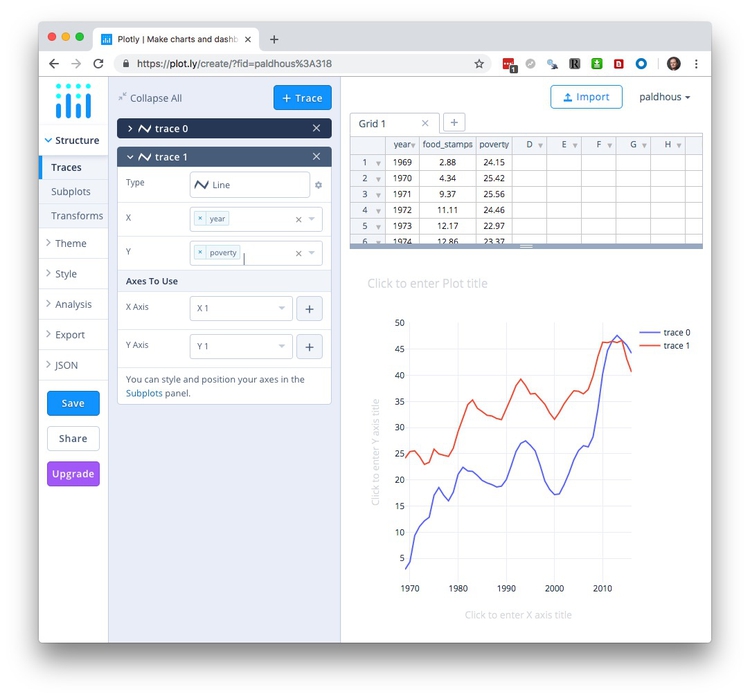 Plotly | Make charts and dashb
https://plot.ly/create/?fid=paldhous%3A318
1
Structure
Traces
Subplots
Transforms
Theme
Style
Analysis
Export
JSON
Save
Share
Upgrade
Collapse All
+ Trace
trace 0
trace 1
Type
Line
X
year
Y
poverty
Axes To Use
X Axis
X 1
Y Axis
Y 1
You can style and position your axes in the
Subplots panel.
Import
paldhous
Grid 1
year food_stamps poverty D E F G H
1 1969 2.88 24.15
2 1970 4.34 25.42
3 1971 9.37 25.56
4 1972 11.11 24.46
5 1973 12.17 22.97
6 1974 12.86 23.37
Click to enter Plot title
50
45
40
35
30
25
20
15
10
5
1970 1980 1990 2000 2010
Click to enter Y axis title
Click to enter X axis title
trace 0
trace 1